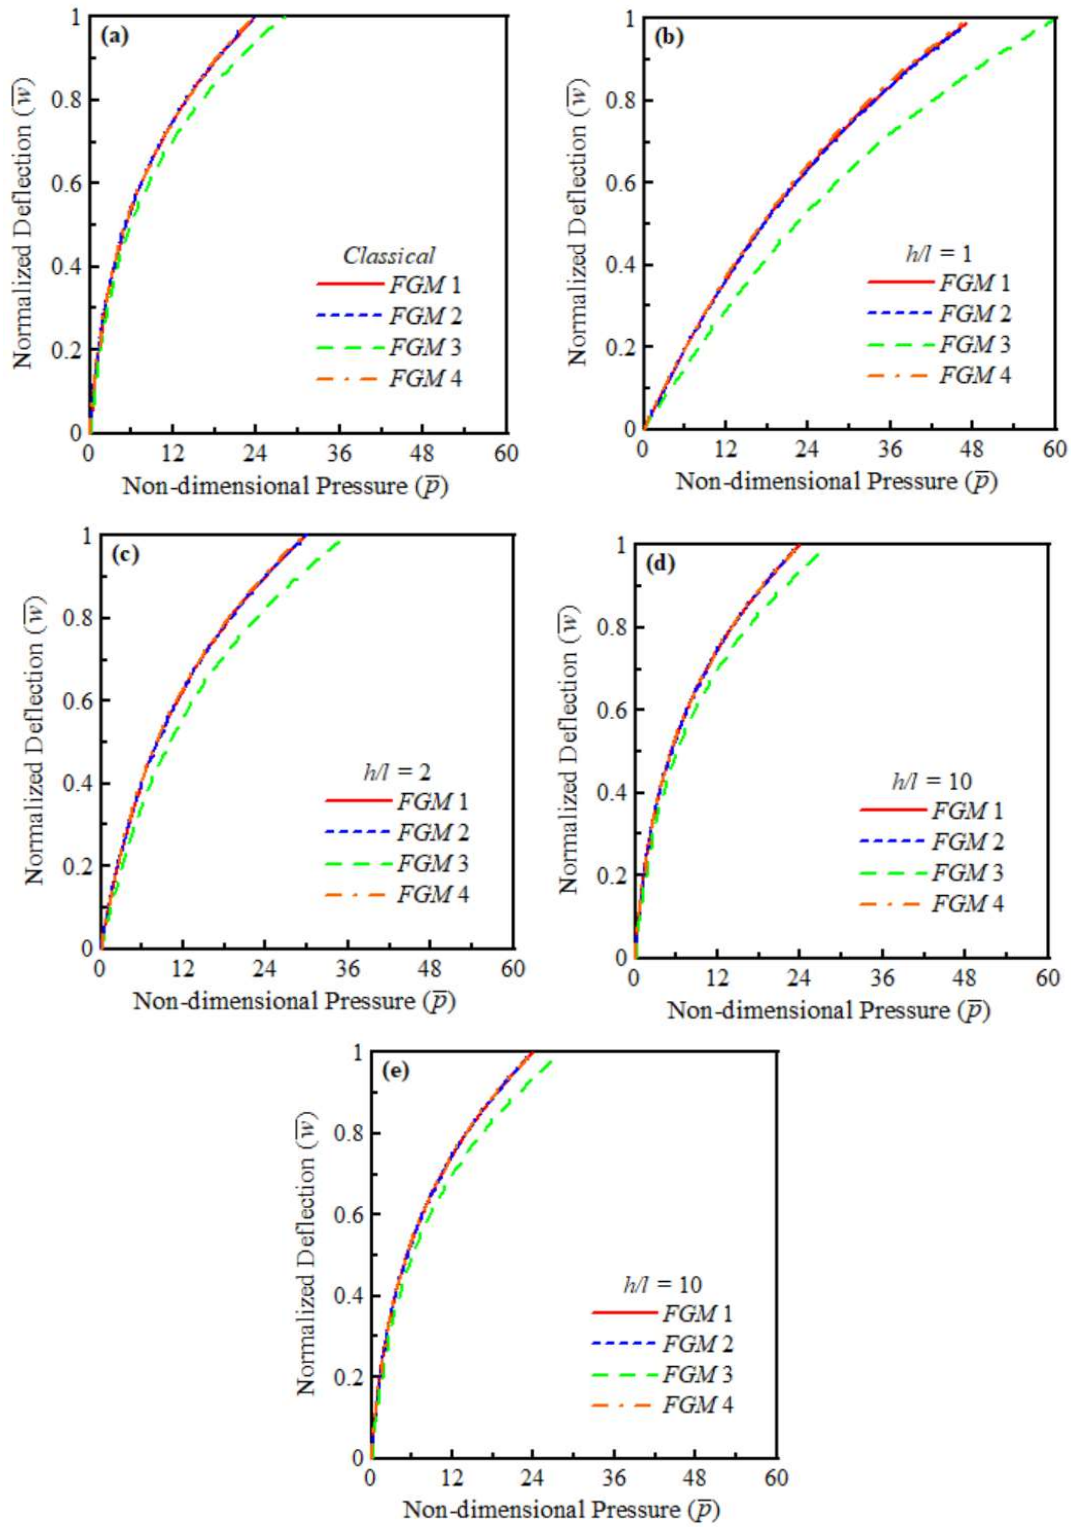 (a)
Normalized Deflection (w̅)
1
0.8
0.6
0.4
0.2
0
Classical
FGM 1
FGM 2
FGM 3
FGM 4
0 12 24 36 48 60
Non-dimensional Pressure (p̅)
(b)
Normalized Deflection (w̅)
1
0.8
0.6
0.4
0.2
0
h/l = 1
FGM 1
FGM 2
FGM 3
FGM 4
0 12 24 36 48 60
Non-dimensional Pressure (p̅)
(c)
Normalized Deflection (w̅)
1
0.8
0.6
0.4
0.2
0
h/l = 2
FGM 1
FGM 2
FGM 3
FGM 4
0 12 24 36 48 60
Non-dimensional Pressure (p̅)
(d)
Normalized Deflection (w̅)
1
0.8
0.6
0.4
0.2
0
h/l = 10
FGM 1
FGM 2
FGM 3
FGM 4
0 12 24 36 48 60
Non-dimensional Pressure (p̅)
(e)
Normalized Deflection (w̅)
1
0.8
0.6
0.4
0.2
0
h/l = 10
FGM 1
FGM 2
FGM 3
FGM 4
0 12 24 36 48 60
Non-dimensional Pressure (p̅)